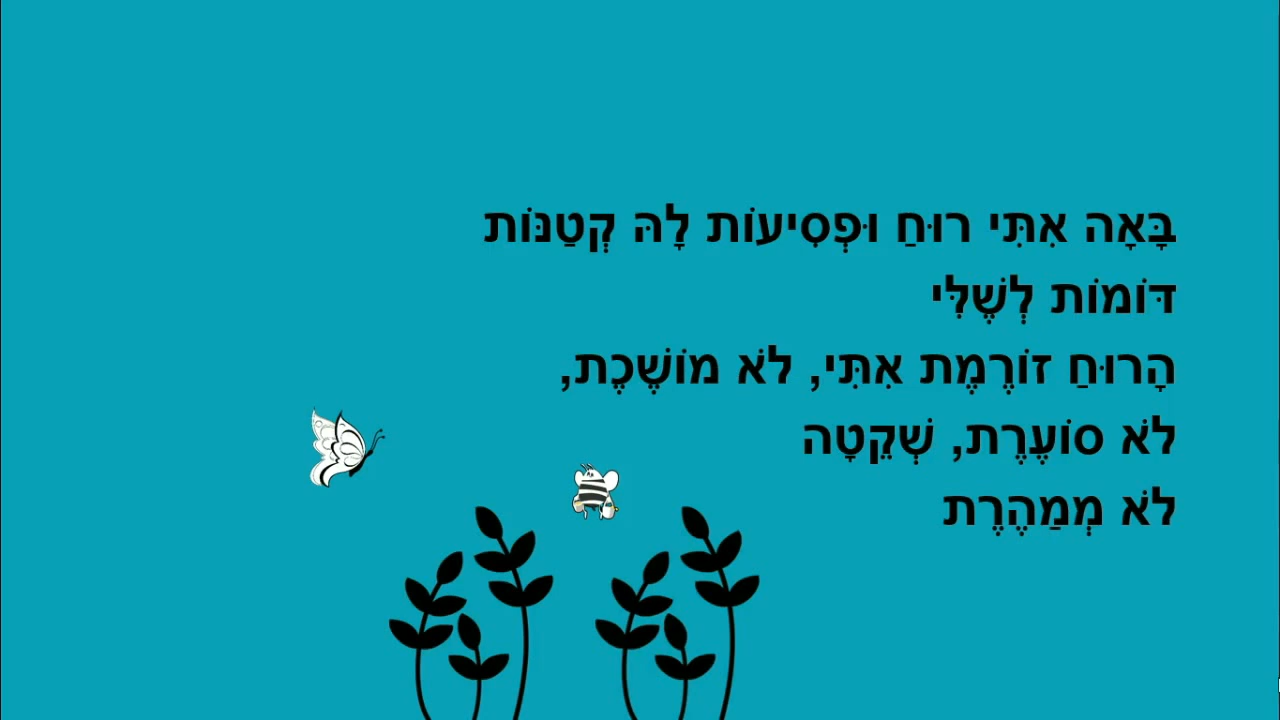 בָּאָה אִתִּי רוּחַ וּפְסִיעוֹת לָהּ קְטַנּוֹת
דּוֹמוֹת לְשֶׁלִּי
הָרוּחַ זוֹרֶמֶת אִתִּי, לֹא מוֹשֶׁכֶת,
לֹא סוֹעֶרֶת, שְׁקֵטָה
לֹא מְמַהֶרֶת